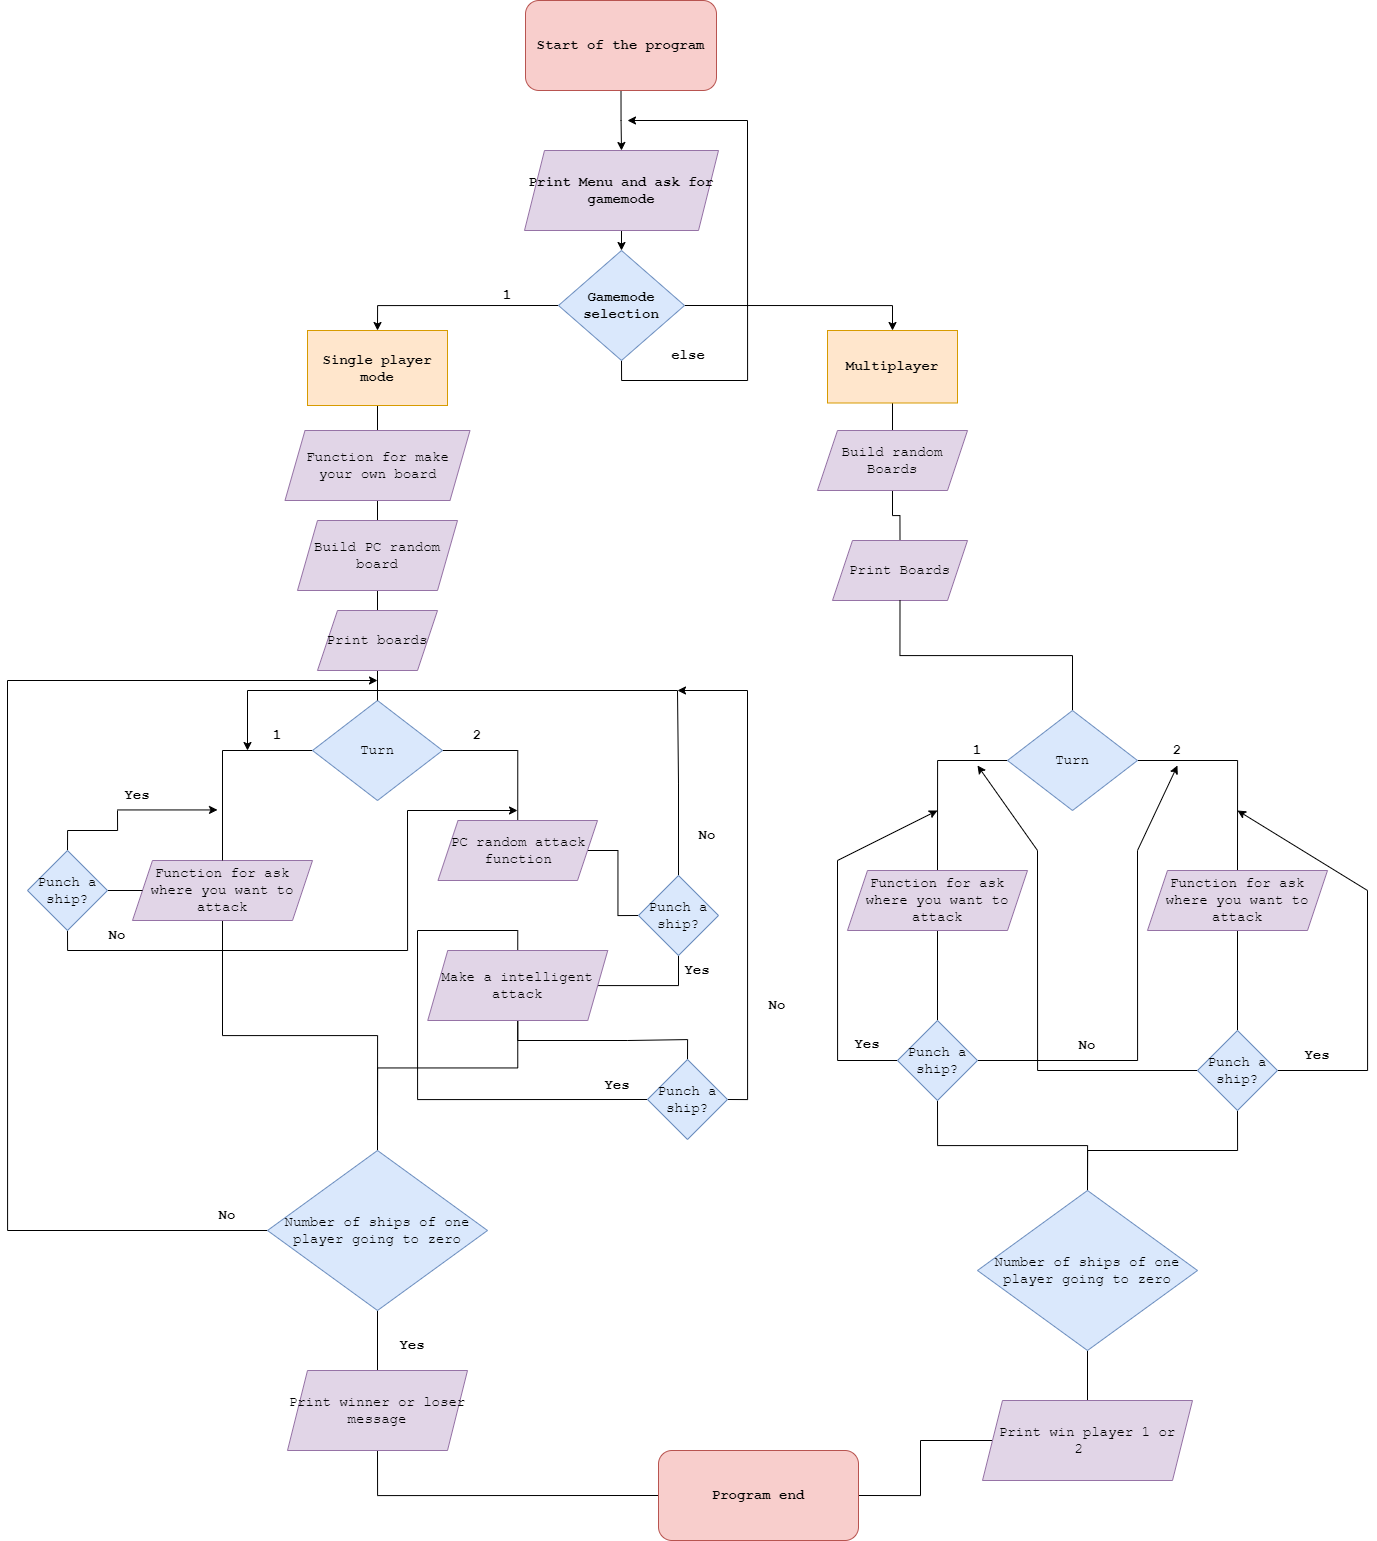 Start of the program
Print Menu and ask for
gamemode
Gamemode
selection
1
else
Single player
mode
Multiplayer
Function for make
your own board
Build random
Boards
Build PC random
board
Print Boards
Print boards
Turn
1
2
Turn
1
2
Yes
PC random attack
function
No
Punch a
ship?
Function for ask
where you want to
attack
Punch a
ship?
Function for ask
where you want to
attack
Function for ask
where you want to
attack
No
Make a intelligent
attack
Yes
No
Yes
Punch a
ship?
Yes
Punch a
ship?
No
Punch a
ship?
Yes
Number of ships of one
player going to zero
No
Number of ships of one
player going to zero
Yes
Print winner or loser
message
Print win player 1 or
2
Program end